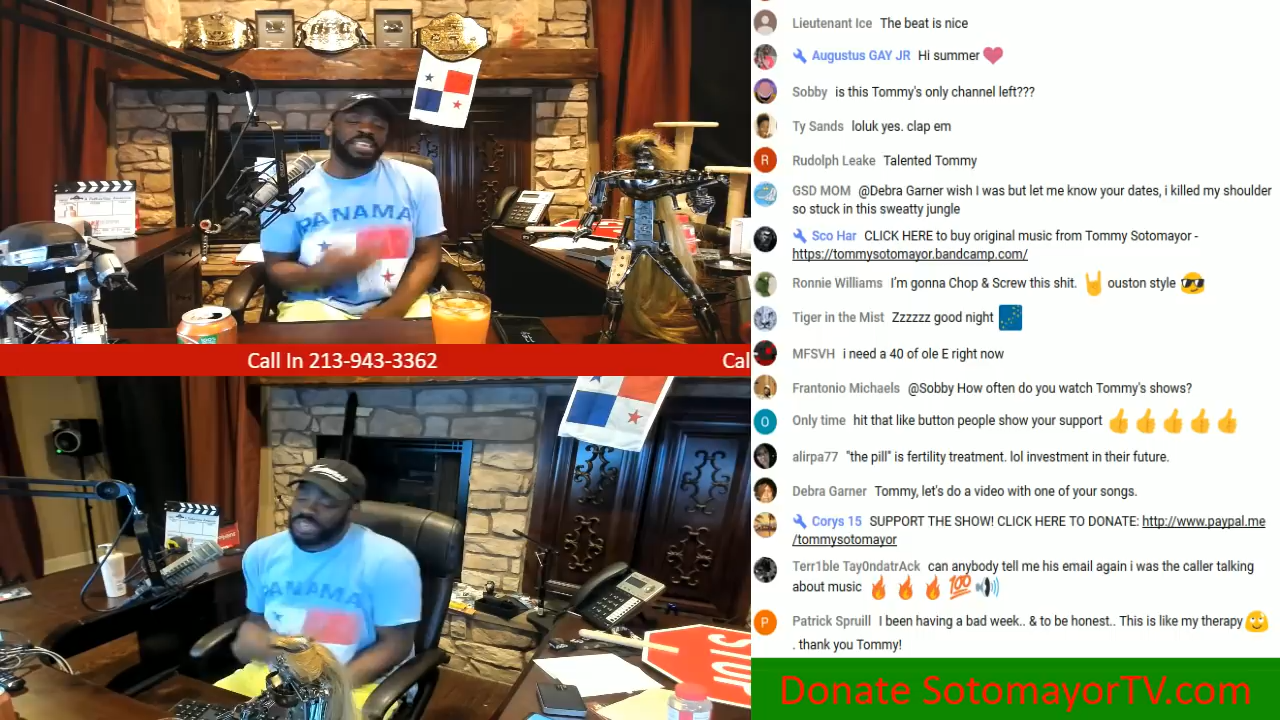 PANAMA
Call In 213-943-3362
Cal
PANAMA
Lieutenant Ice The beat is nice
Augustus GAY JR Hi summer
Sobby is this Tommy's only channel left???
Ty Sands loluk yes. clap em
R
Rudolph Leake Talented Tommy
GSD MOM @Debra Garner wish I was but let me know your dates, i killed my shoulder
so stuck in this sweatty jungle
Sco Har CLICK HERE to buy original music from Tommy Sotomayor -
https://tommysotomayor.bandcamp.com/
Ronnie Williams I'm gonna Chop & Screw this shit. 🤘 ouston style 😎
Tiger in the Mist Zzzzzz good night
MFSVH i need a 40 of ole E right now
Frantonio Michaels @Sobby How often do you watch Tommy's shows?
O
Only time hit that like button people show your support 👍👍👍👍👍
alirpa77 "the pill" is fertility treatment. lol investment in their future.
Debra Garner Tommy, let's do a video with one of your songs.
Corys 15 SUPPORT THE SHOW! CLICK HERE TO DONATE: http://www.paypal.me
/tommysotomayor
Terr1ble Tay0ndatrAck can anybody tell me his email again i was the caller talking
about music 🔥 🔥 🔥 💯 🔊
P
Patrick Spruill I been having a bad week.. & to be honest.. This is like my therapy 🙄
. thank you Tommy!
Donate SotomayorTV.com